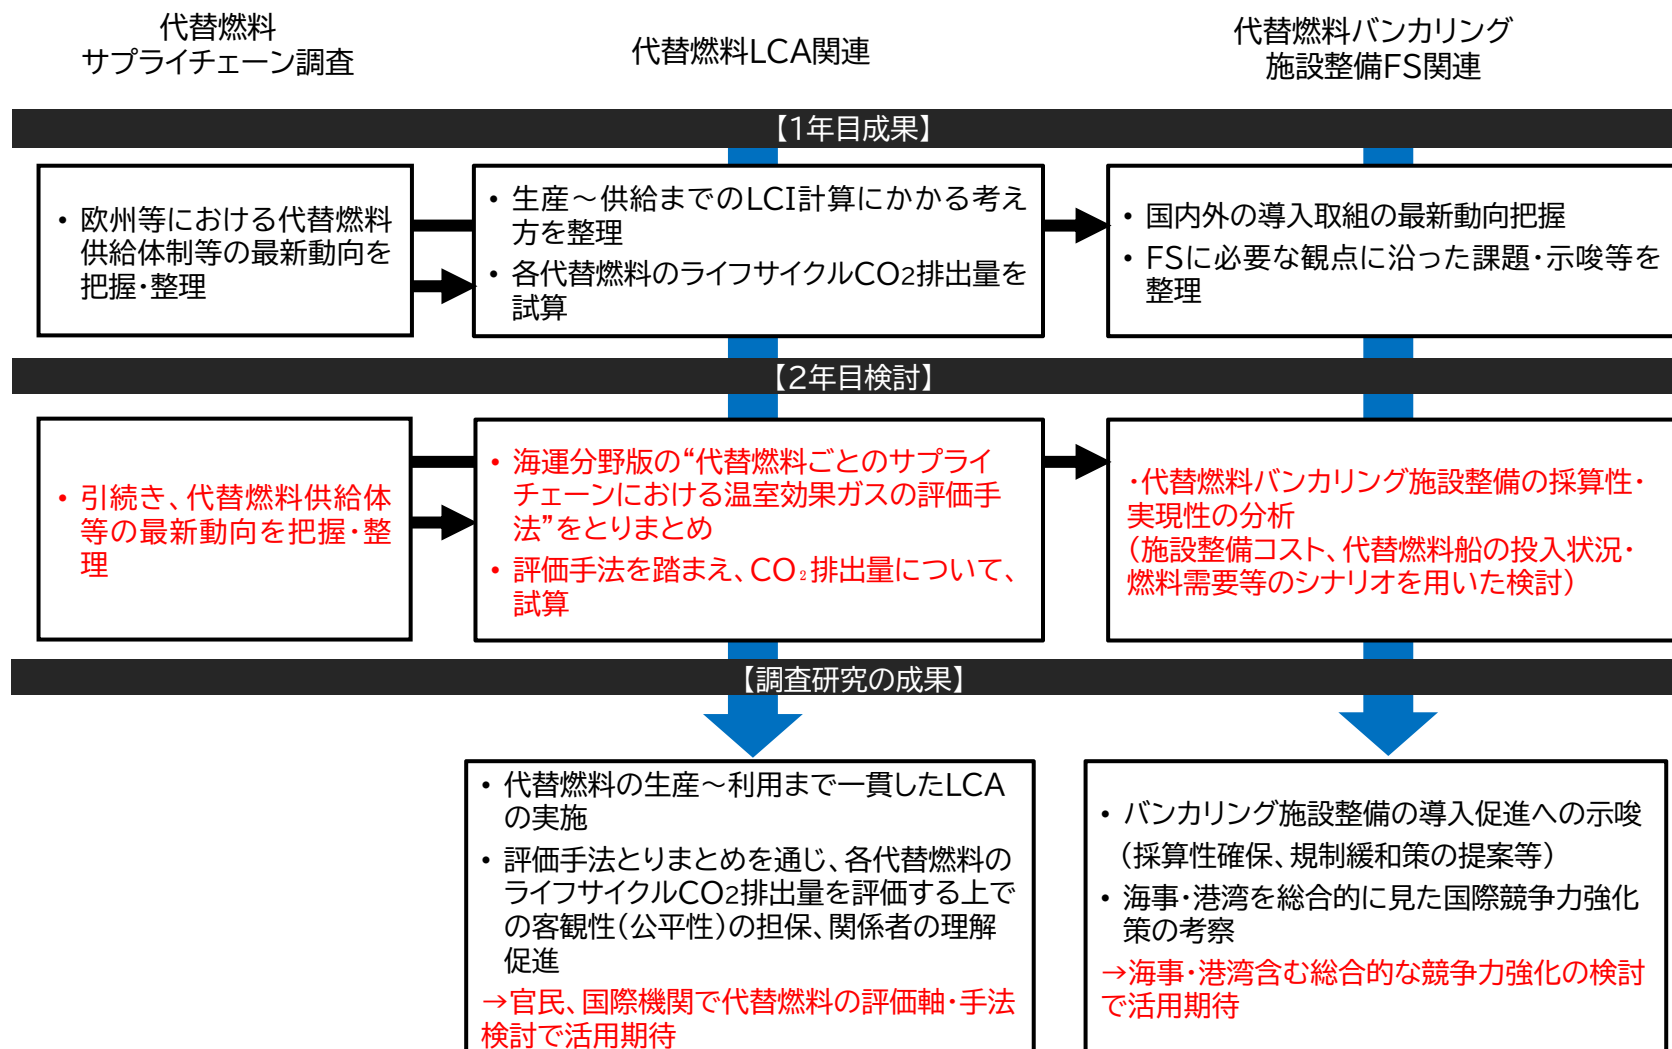 代替燃料
サプライチェーン調査
代替燃料LCA関連
代替燃料バンカリング
施設整備FS関連
【1年目成果】
・欧州等における代替燃料
供給体制等の最新動向を
把握・整理
・生産～供給までのLCI計算にかかる考え
方を整理
・各代替燃料のライフサイクルCO2排出量を
試算
・国内外の導入取組の最新動向把握
・FSに必要な観点に沿った課題・示唆等を
整理
【2年目検討】
・引続き、代替燃料供給体
等の最新動向を把握・整
理
・海運分野版の“代替燃料ごとのサプライ
チェーンにおける温室効果ガスの評価手
法”をとりまとめ
・評価手法を踏まえ、CO₂排出量について、
試算
・代替燃料バンカリング施設整備の採算性・
実現性の分析
（施設整備コスト、代替燃料船の投入状況・
燃料需要等のシナリオを用いた検討）
【調査研究の成果】
・代替燃料の生産～利用まで一貫したLCA
の実施
・評価手法とりまとめを通じ、各代替燃料の
ライフサイクルCO2排出量を評価する上で
の客観性（公平性）の担保、関係者の理解
促進
→官民、国際機関で代替燃料の評価軸・手法
検討で活用期待
・バンカリング施設整備の導入促進への示唆
（採算性確保、規制緩和策の提案等）
・海事・港湾を総合的に見た国際競争力強化
策の考察
→海事・港湾含む総合的な競争力強化の検討
で活用期待